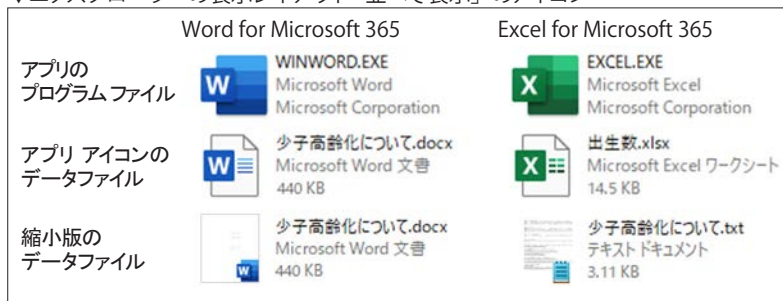 Word for Microsoft 365
Excel for Microsoft 365
アプリの
プログラム ファイル
WINWORD.EXE
Microsoft Word
Microsoft Corporation
EXCEL.EXE
Microsoft Excel
Microsoft Corporation
アプリ アイコンの
データファイル
少子高齢化について.docx
Microsoft Word 文書
440 KB
出生数.xlsx
Microsoft Excel ワークシート
14.5 KB
縮小版の
データファイル
少子高齢化について.docx
Microsoft Word 文書
440 KB
少子高齢化について.txt
テキスト ドキュメント
3.11 KB